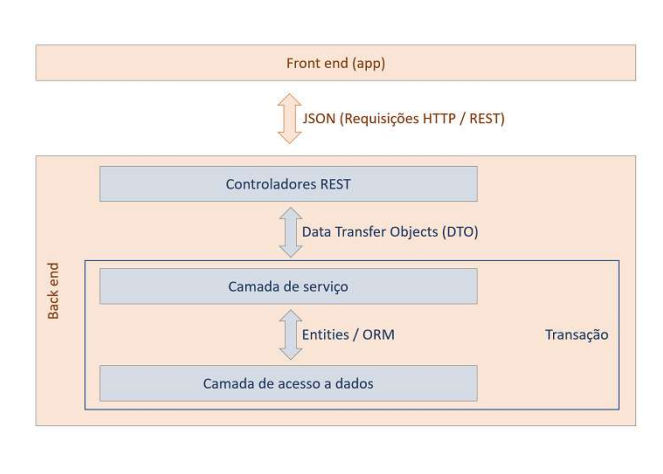 Front end (app)
JSON (Requisições HTTP / REST)
Controladores REST
Data Transfer Objects (DTO)
Back end
Camada de serviço
Entities / ORM
Transação
Camada de acesso a dados